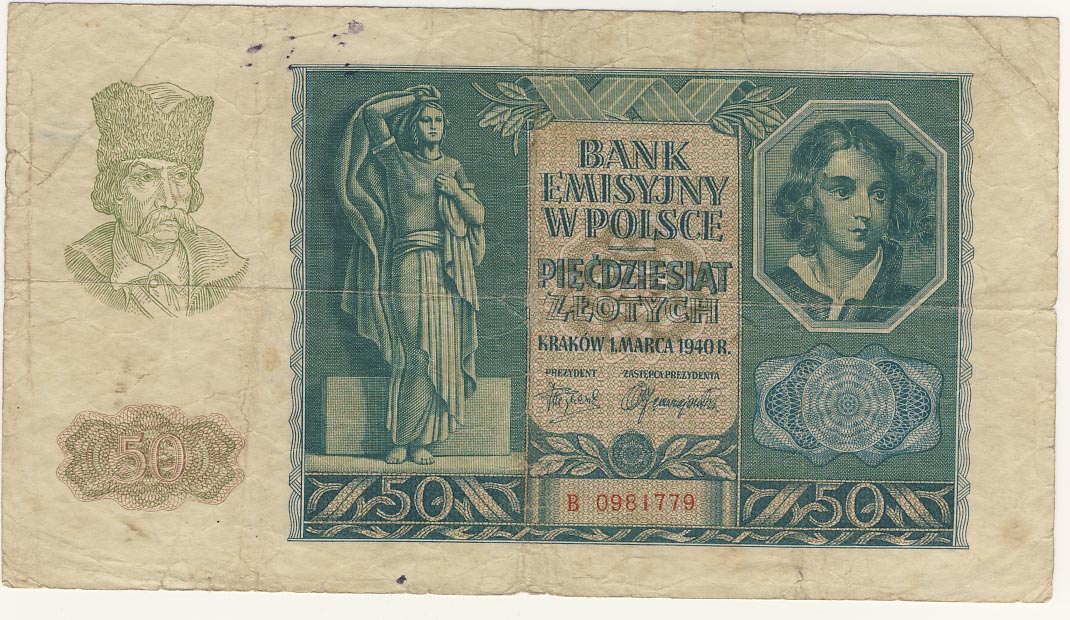 BANK
EMISYJNY
W POLSCE
PIĘĆDZIESIĄT
ZŁOTYCH
KRAKÓW 1. MARCA 1940 R.
PREZYDENT ZASTĘPCA PREZYDENTA
50
50
B 0981779
50